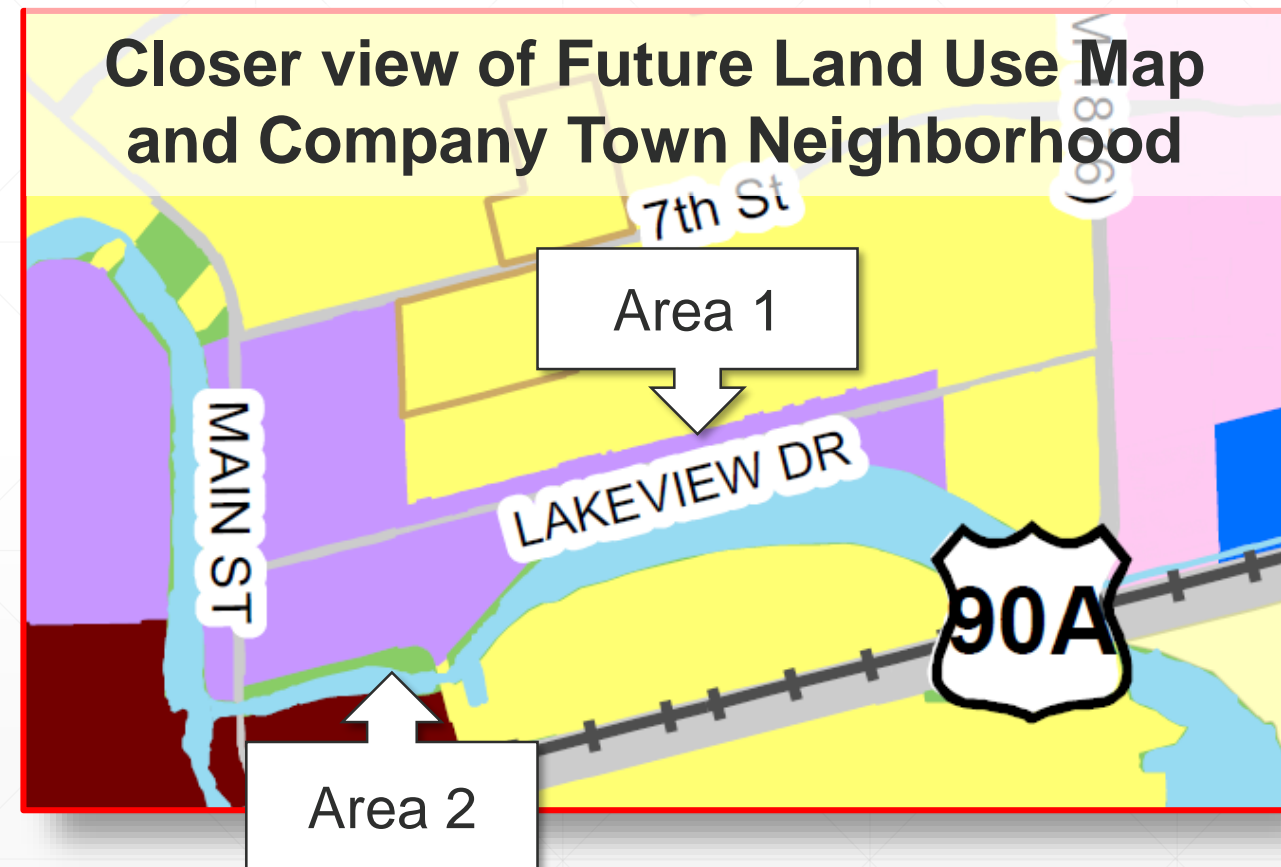 Closer view of Future Land Use Map
and Company Town Neighborhood
1876)
7th St
Area 1
MAIN ST
LAKEVIEW DR
90A
Area 2